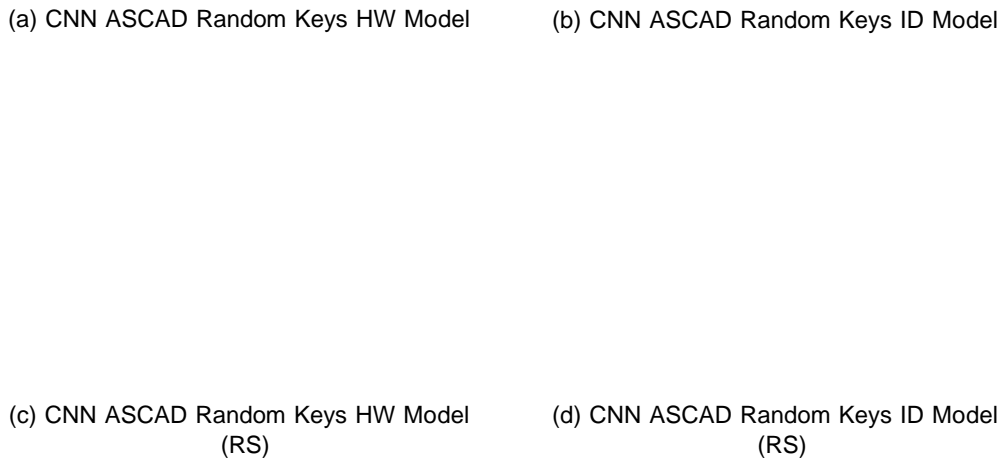 (a) CNN ASCAD Random Keys HW Model
(b) CNN ASCAD Random Keys ID Model
(c) CNN ASCAD Random Keys HW Model
(RS)
(d) CNN ASCAD Random Keys ID Model
(RS)